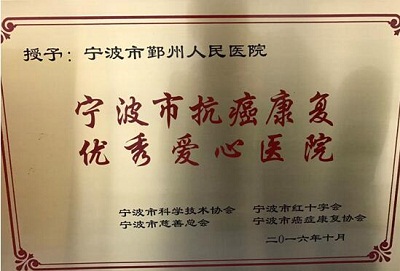 授予：宁波市鄞州人民医院
宁波市抗癌康复
优秀爱心医院
宁波市科学技术协会 宁波市红十字会
宁波市慈善总会 宁波市癌症康复协会
二〇一六年十月